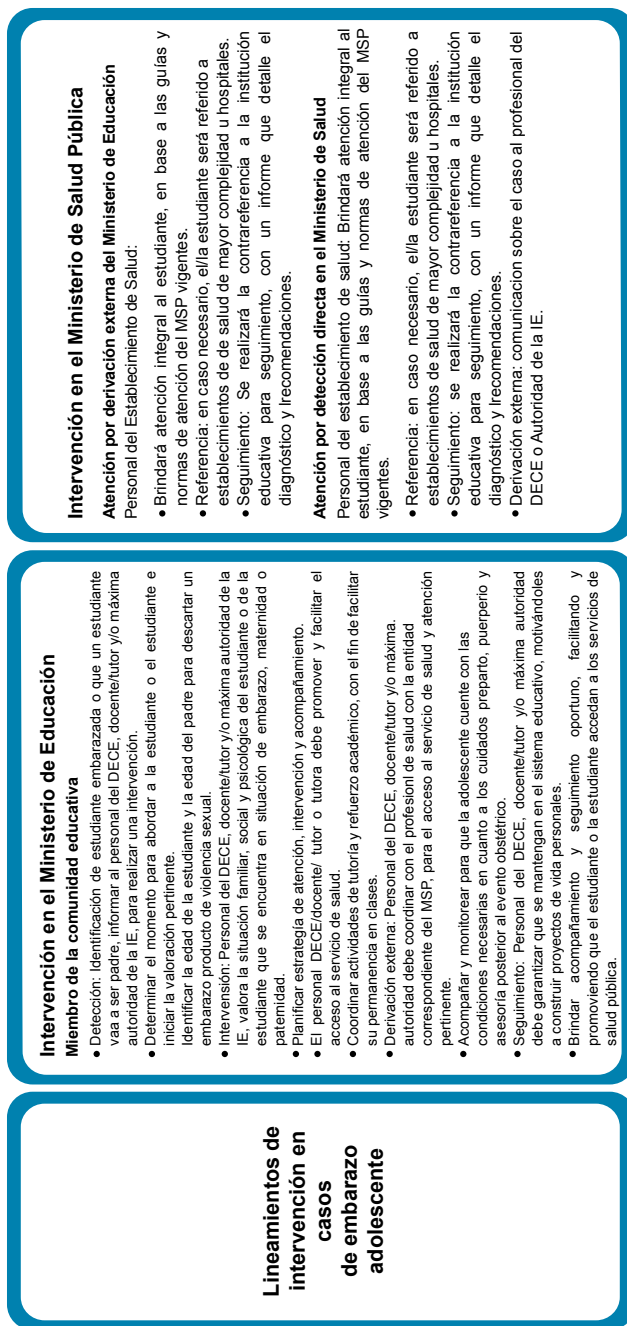 Lineamientos de
intervención en
casos
de embarazo
adolescente
Intervención en el Ministerio de Educación
Miembro de la comunidad educativa
• Detección: Identificación de estudiante embarazada o que un estudiante
vaa a ser padre, informar al personal del DECE, docente/tutor y/o máxima
autoridad de la IE, para realizar una intervención.
• Determinar el momento para abordar a la estudiante o el estudiante e
iniciar la valoración pertinente.
Identificar la edad de la estudiante y la edad del padre para descartar un
embarazo producto de violencia sexual.
• Intervensión: Personal del DECE, docente/tutor y/o máxima autoridad de la
IE, valora la situación familiar, social y psicológica del estudiante o de la
estudiante que se encuentra en situación de embarazo, maternidad o
paternidad.
• Planificar estrategía de atención, intervención y acompañamiento.
• El personal DECE/docente/ tutor o tutora debe promover y facilitar el
acceso al servicio de salud.
• Coordinar actividades de tutoría y refuerzo académico, con el fin de facilitar
su permanencia en clases.
• Derivación externa: Personal del DECE, docente/tutor y/o máxima.
autoridad debe coordinar con el profesionl de salud con la entidad
correspondiente del MSP, para el acceso al servicio de salud y atención
pertinente.
• Acompañar y monitorear para que la adolescente cuente con las
condiciones necesarias en cuanto a los cuidados preparto, puerperio y
asesoría posterior al evento obstétrico.
• Seguimiento: Personal del DECE, docente/tutor y/o máxima autoridad
debe garantizar que se mantengan en el sistema educativo, motivándoles
a construir proyectos de vida personales.
• Brindar acompañamiento y seguimiento oportuno, facilitando y
promoviendo que el estudiante o la estudiante accedan a los servicios de
salud pública.
Intervención en el Ministerio de Salud Pública
Atención por derivación externa del Ministerio de Educación
Personal del Establecimiento de Salud:
• Brindará atención integral al estudiante, en base a las guías y
normas de atención del MSP vigentes.
• Referencia: en caso necesario, el/la estudiante será referido a
establecimientos de de salud de mayor complejidad u hospitales.
• Seguimiento: Se realizará la contrareferencia a la institución
educativa para seguimiento, con un informe que detalle el
diagnóstico y lrecomendaciones.
Atención por detección directa en el Ministerio de Salud
Personal del establecimiento de salud: Brindará atención integral al
estudiante, en base a las guías y normas de atención del MSP
vigentes.
• Referencia: en caso necesario, el/la estudiante será referido a
establecimientos de salud de mayor complejidad u hospitales.
• Seguimiento: se realizará la contrareferencia a la institución
educativa para seguimiento, con un informe que detalle el
diagnóstico y lrecomendaciones.
• Derivación externa: comunicacion sobre el caso al profesional del
DECE o Autoridad de la IE.